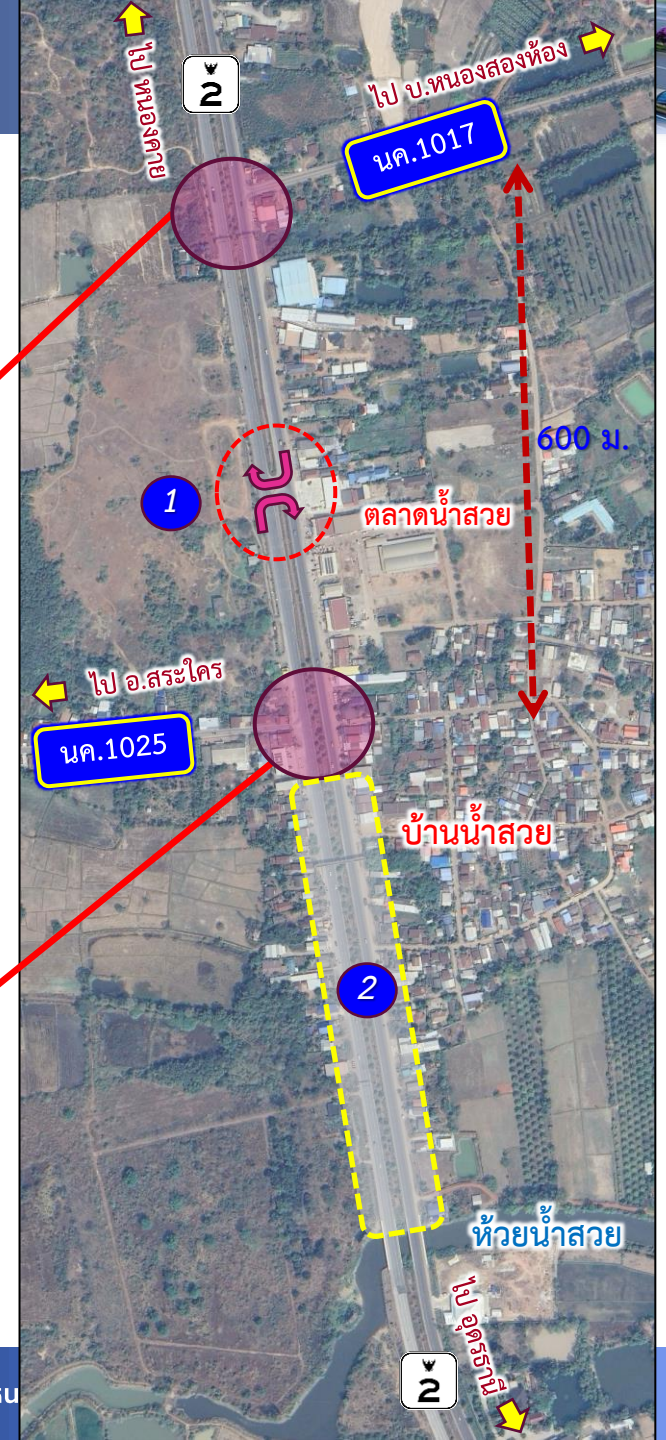 ไป หนองคาย
2
ไป บ.หนองสองห้อง
นค.1017
600 ม.
1
ตลาดน้ำสวย
ไป อ.สระใคร
นค.1025
บ้านน้ำสวย
2
ห้วยน้ำสวย
ไป อุดรธานี
2